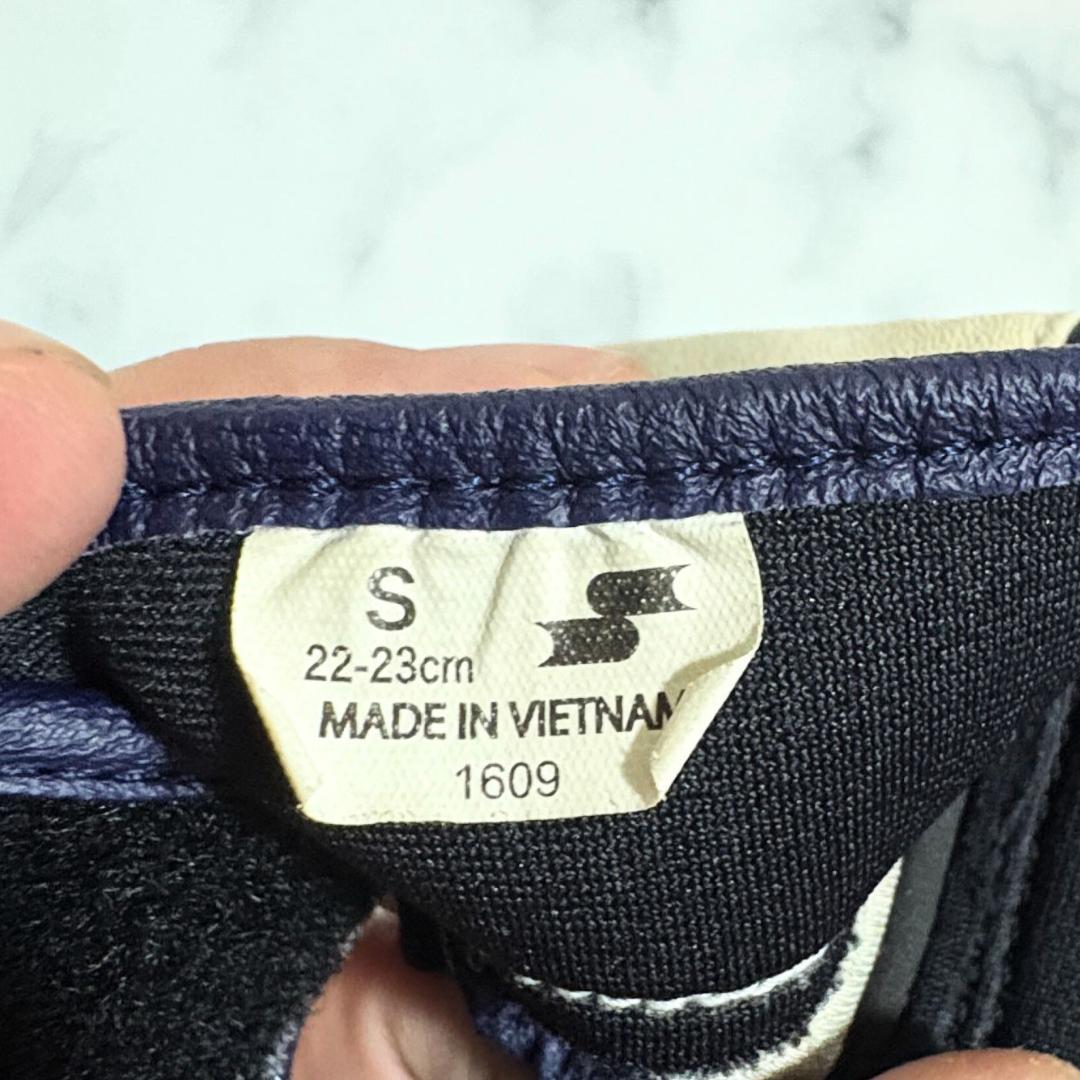 S
22-23cm
MADE IN VIETNAM
1609